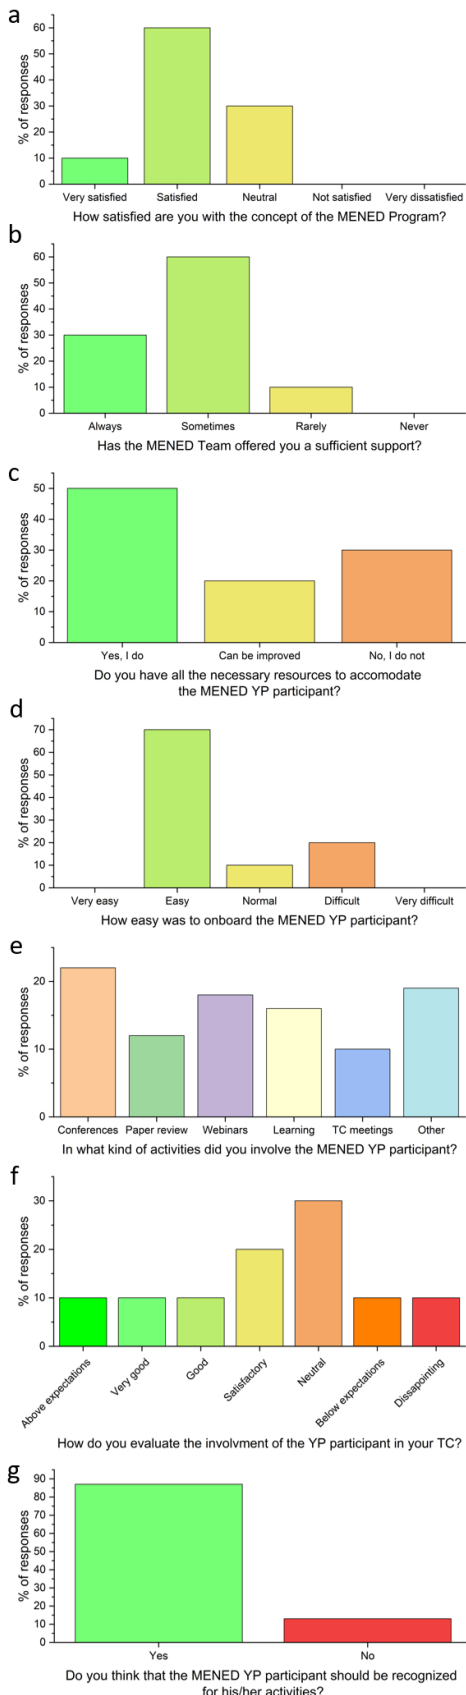 a
60
50
40
30
20
10
0
% of responses
Very satisfied Satisfied Neutral Not satisfied Very dissatisfied
How satisfied are you with the concept of the MENED Program?
b
60
50
40
30
20
10
0
% of responses
Always Sometimes Rarely Never
Has the MENED Team offered you a sufficient support?
c
50
40
30
20
10
0
% of responses
Yes, I do Can be improved No, I do not
Do you have all the necessary resources to accomodate
the MENED YP participant?
d
70
60
50
40
30
20
10
0
% of responses
Very easy Easy Normal Difficult Very difficult
How easy was to onboard the MENED YP participant?
e
20
10
0
% of responses
Conferences Paper review Webinars Learning TC meetings Other
In what kind of activities did you involve the MENED YP participant?
f
30
20
10
0
% of responses
Above expectations Very good Good Satisfactory Neutral Below expectations Dissapointing
How do you evaluate the involvment of the YP participant in your TC?
g
90
80
70
60
50
40
30
20
10
0
% of responses
Yes No
Do you think that the MENED YP participant should be recognized
for his/her activities?